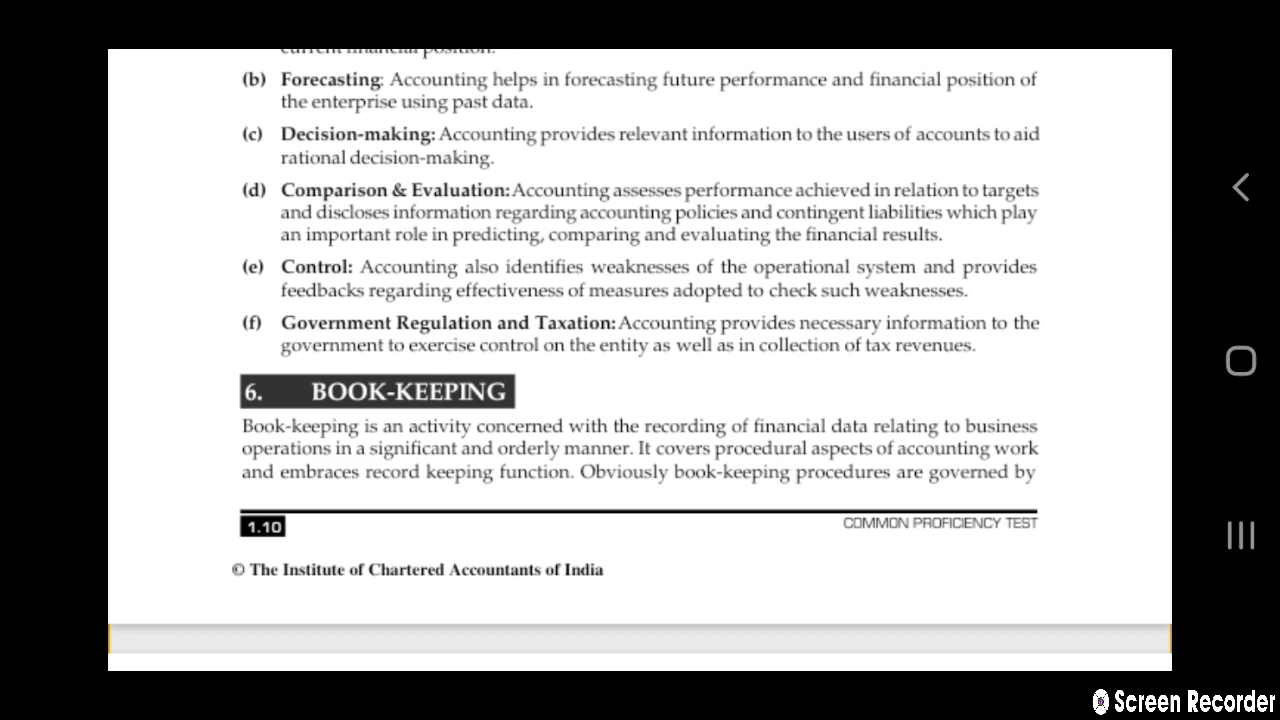 current financial position.
(b) Forecasting: Accounting helps in forecasting future performance and financial position of
the enterprise using past data.
(c) Decision-making: Accounting provides relevant information to the users of accounts to aid
rational decision-making.
(d) Comparison & Evaluation: Accounting assesses performance achieved in relation to targets
and discloses information regarding accounting policies and contingent liabilities which play
an important role in predicting, comparing and evaluating the financial results.
(e) Control: Accounting also identifies weaknesses of the operational system and provides
feedbacks regarding effectiveness of measures adopted to check such weaknesses.
(f) Government Regulation and Taxation: Accounting provides necessary information to the
government to exercise control on the entity as well as in collection of tax revenues.
6. BOOK-KEEPING
Book-keeping is an activity concerned with the recording of financial data relating to business
operations in a significant and orderly manner. It covers procedural aspects of accounting work
and embraces record keeping function. Obviously book-keeping procedures are governed by
1.10 COMMON PROFICIENCY TEST
© The Institute of Chartered Accountants of India
Screen Recorder